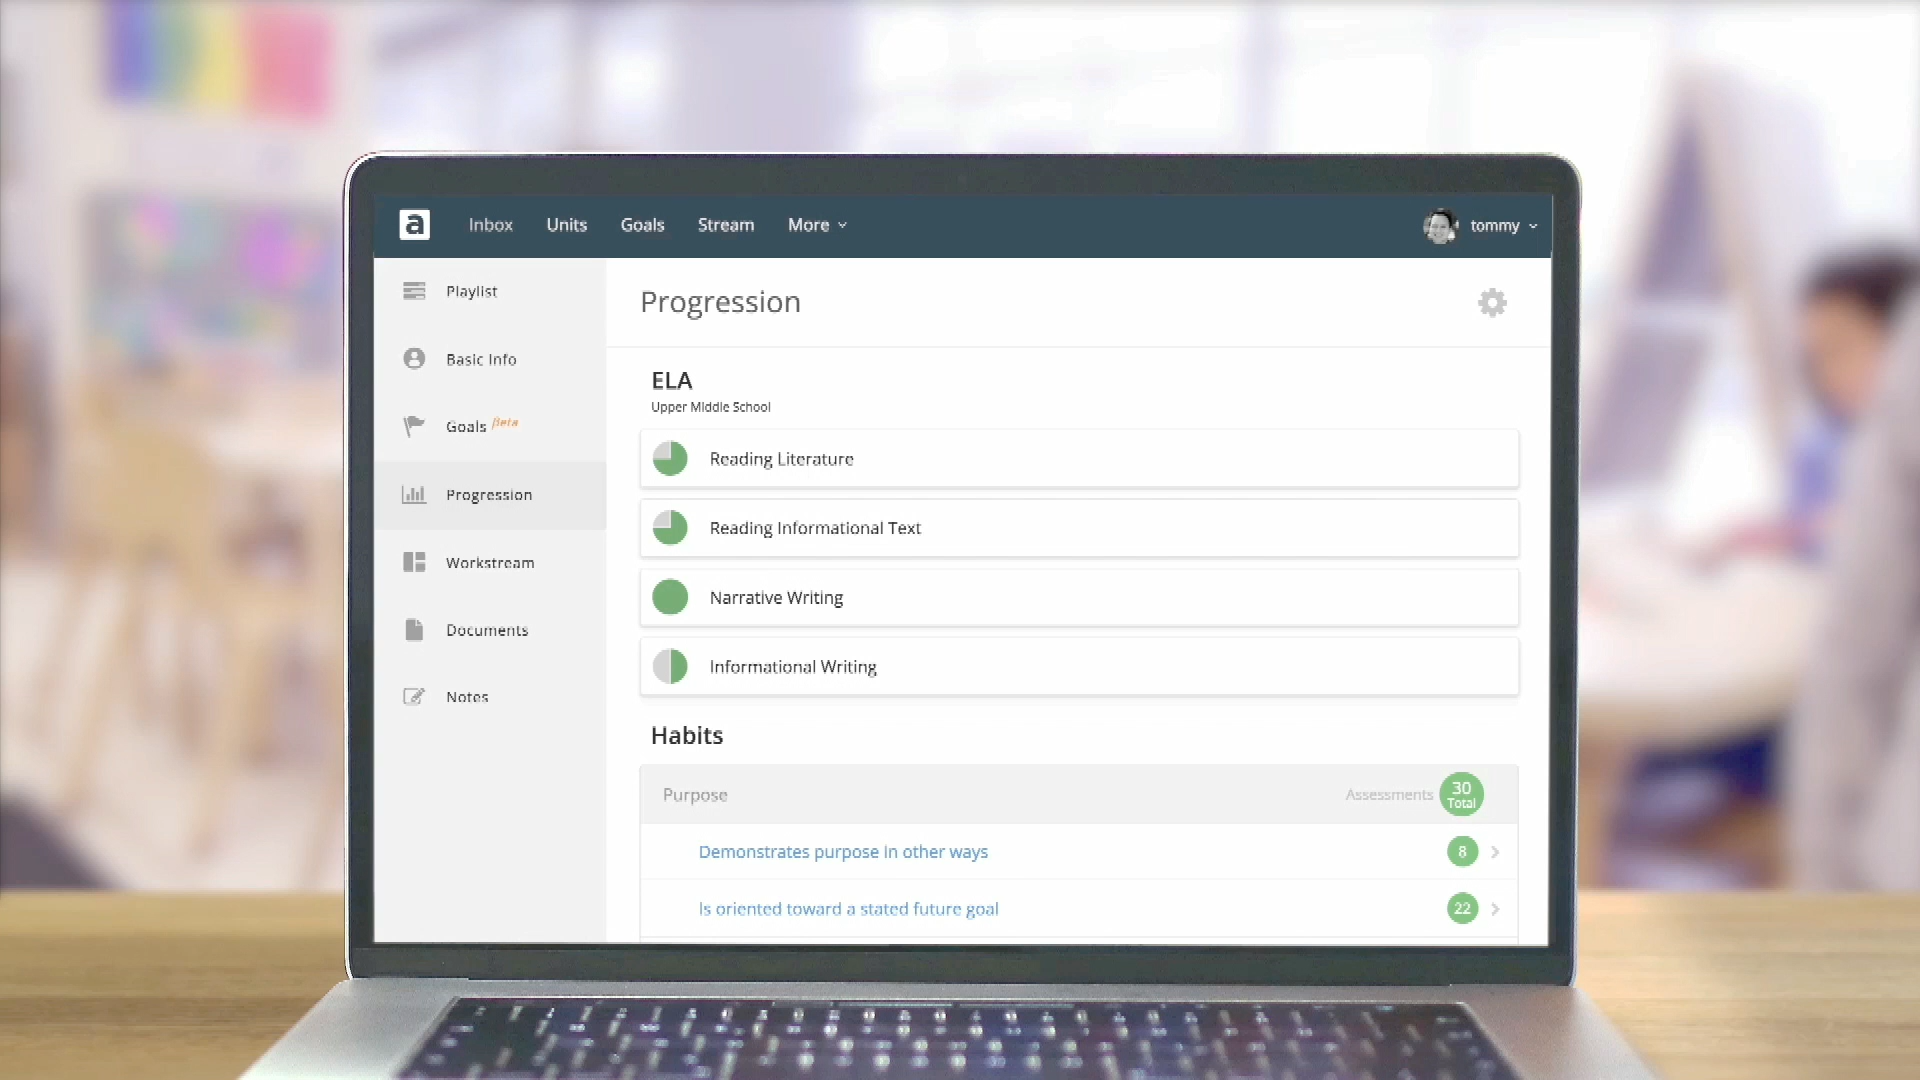 a Inbox Units Goals Stream More tommy
Playlist
Basic Info
Goals Beta
Progression
Workstream
Documents
Notes
Progression
ELA
Upper Middle School
Reading Literature
Reading Informational Text
Narrative Writing
Informational Writing
Habits
Purpose Assessments 30 Total
Demonstrates purpose in other ways 8
Is oriented toward a stated future goal 22